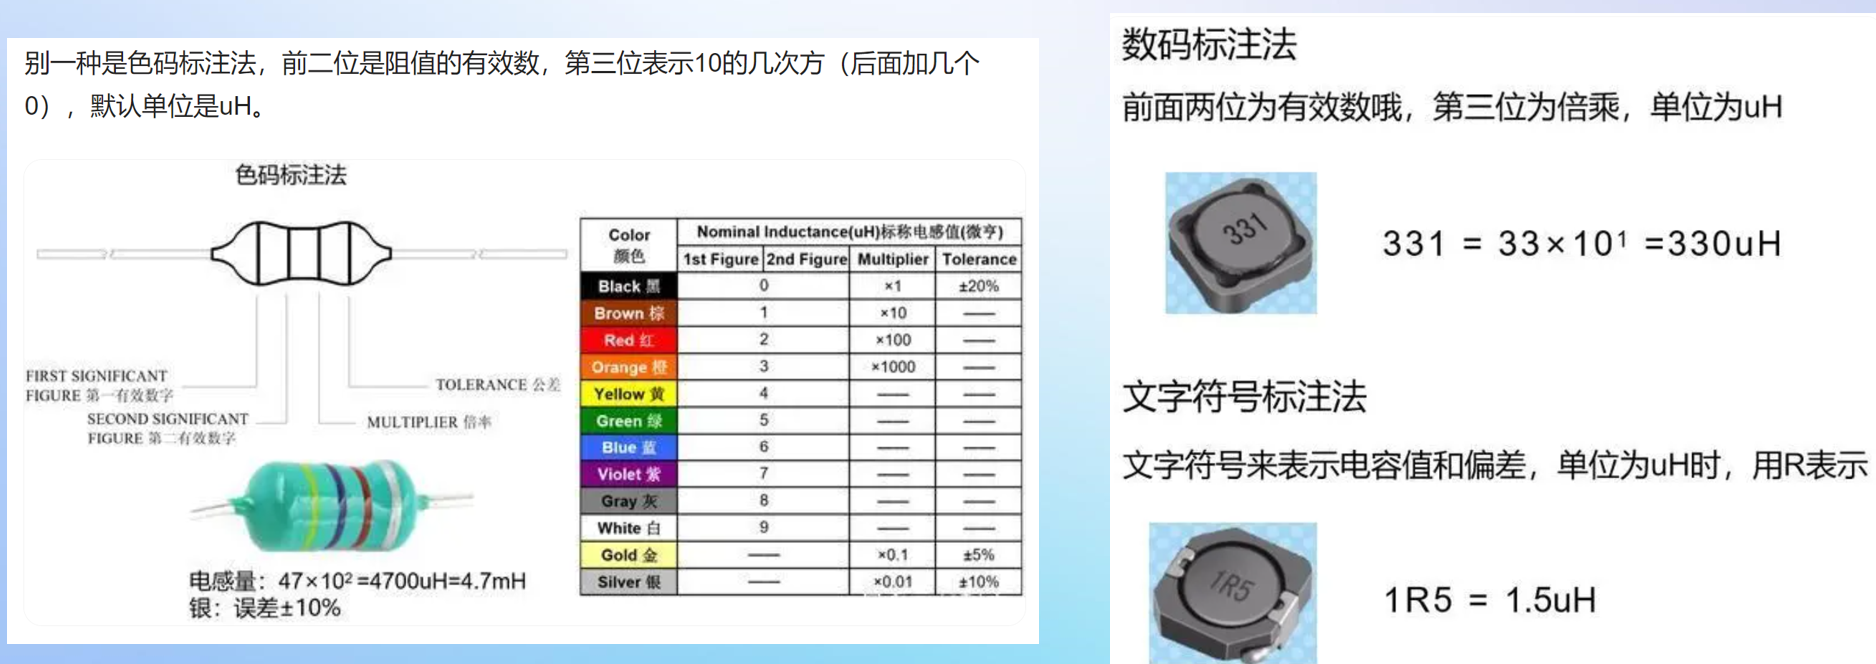 别一种是色码标注法，前二位是阻值的有效数，第三位表示10的几次方（后面加几个
0），默认单位是uH。
色码标注法
FIRST SIGNIFICANT
FIGURE 第一有效数字
SECOND SIGNIFICANT
FIGURE 第二有效数字
TOLERANCE 公差
MULTIPLIER 倍率
电感量：47×10² =4700uH=4.7mH
银：误差±10%
Color
颜色
Nominal Inductance(uH)标称电感值(微亨)
1st Figure 2nd Figure Multiplier Tolerance
Black 黑 0 ×1 ±20%
Brown 棕 1 ×10 ——
Red 红 2 ×100 ——
Orange 橙 3 ×1000 ——
Yellow 黄 4 —— ——
Green 绿 5 —— ——
Blue 蓝 6 —— ——
Violet 紫 7 —— ——
Gray 灰 8 —— ——
White 白 9 —— ——
Gold 金 —— ×0.1 ±5%
Silver 银 —— ×0.01 ±10%
数码标注法
前面两位为有效数哦，第三位为倍乘，单位为uH
331
331 = 33×10¹ =330uH
文字符号标注法
文字符号来表示电容值和偏差，单位为uH时，用R表示
1R5
1R5 = 1.5uH